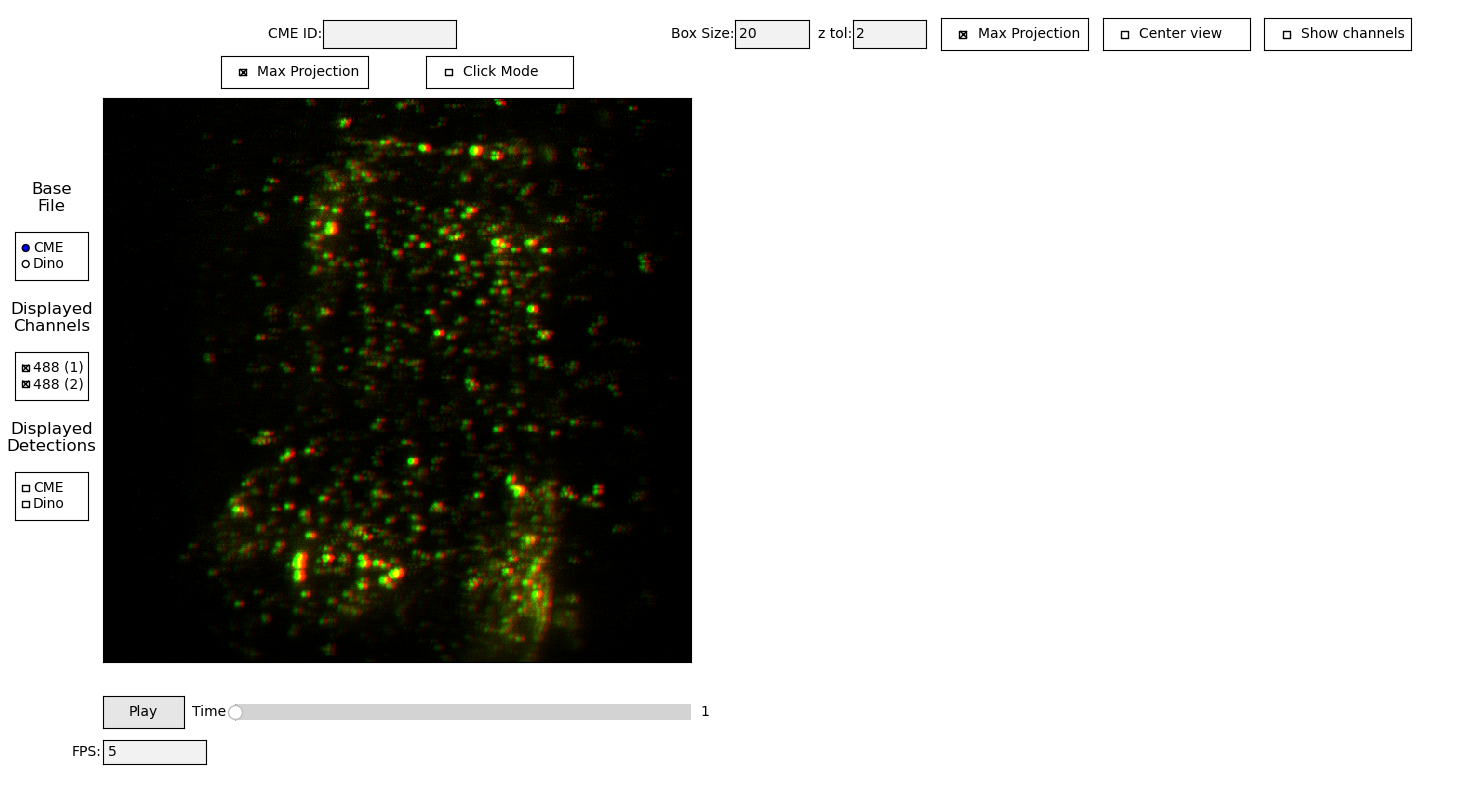 CME ID:
Box Size: 20
z tol: 2
Max Projection
Center view
Show channels
Max Projection
Click Mode
Base
File
CME
Dino
Displayed
Channels
488 (1)
488 (2)
Displayed
Detections
CME
Dino
Play
Time
1
FPS: 5